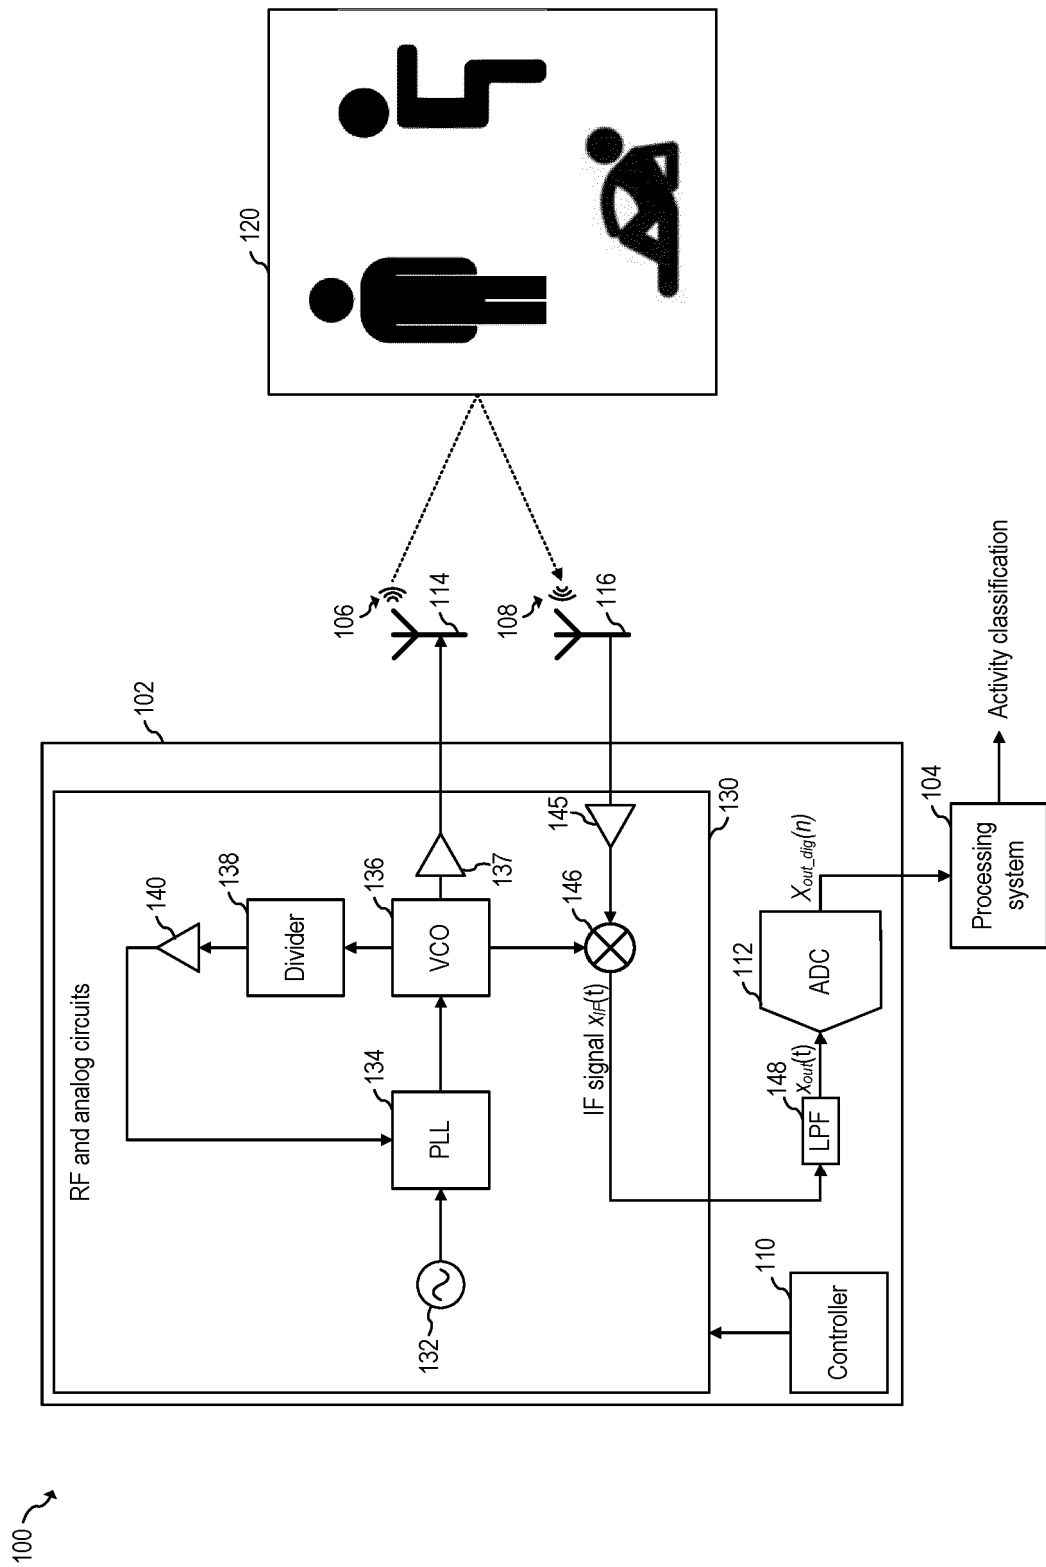 100
102
RF and analog circuits
140
138
Divider
134
PLL
136
VCO
137
132
106
114
108
116
120
145
146
IF signal x_IF(t)
130
110
Controller
148
LPF
x_out(t)
112
ADC
X_out_dig(n)
104
Processing
system
Activity classification